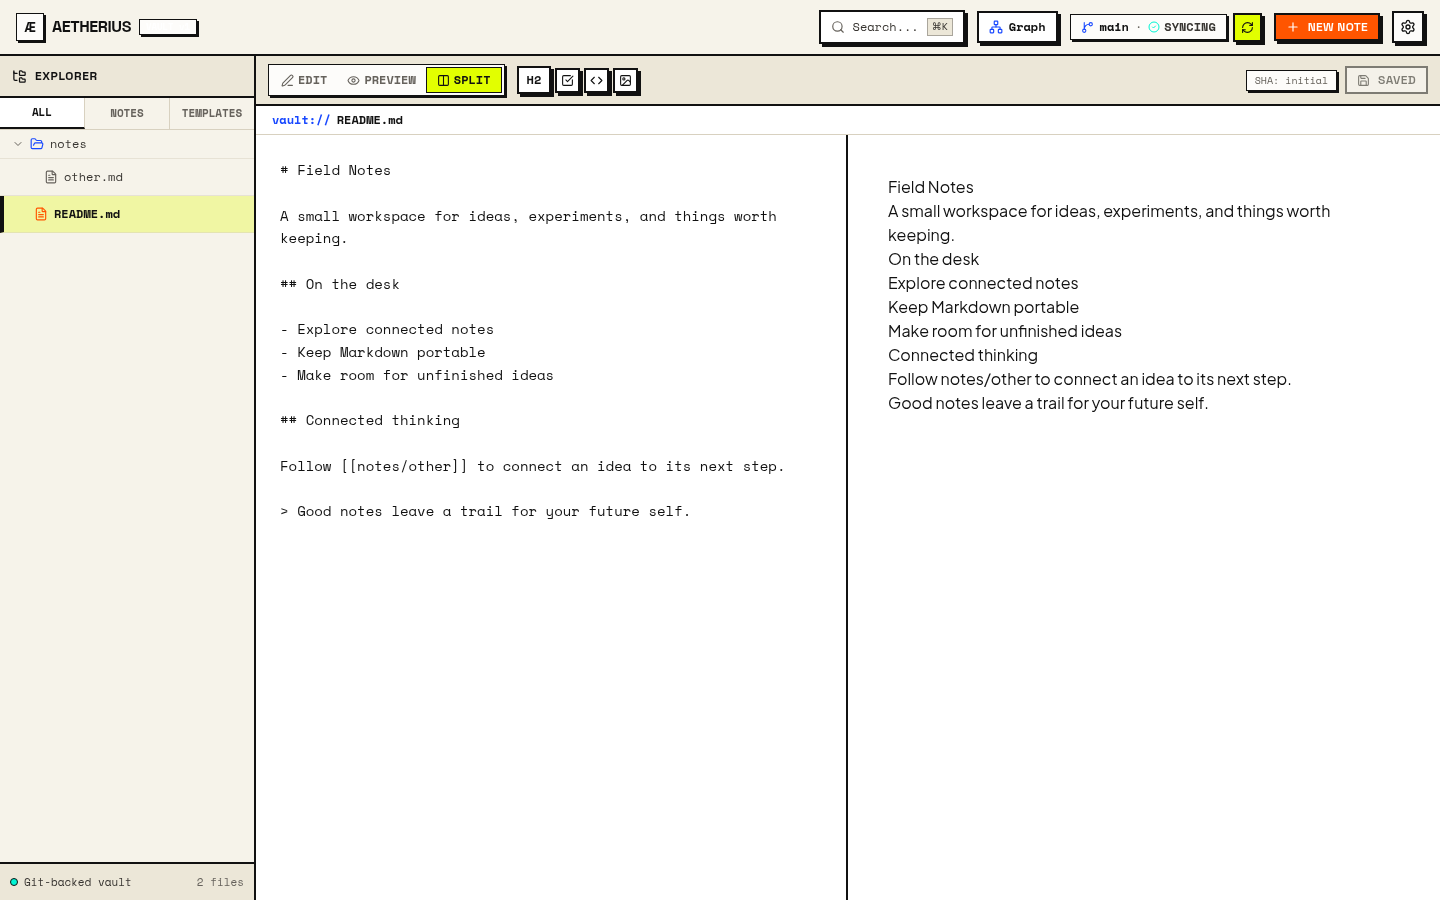 Æ AETHERIUS
Search... ⌘K
Graph
main · SYNCING
NEW NOTE
EXPLORER
ALL NOTES TEMPLATES
notes
other.md
README.md
Git-backed vault 2 files
EDIT PREVIEW SPLIT H2
SHA: initial SAVED
vault:// README.md
# Field Notes
A small workspace for ideas, experiments, and things worth
keeping.
## On the desk
- Explore connected notes
- Keep Markdown portable
- Make room for unfinished ideas
## Connected thinking
Follow [[notes/other]] to connect an idea to its next step.
> Good notes leave a trail for your future self.
Field Notes
A small workspace for ideas, experiments, and things worth
keeping.
On the desk
Explore connected notes
Keep Markdown portable
Make room for unfinished ideas
Connected thinking
Follow notes/other to connect an idea to its next step.
Good notes leave a trail for your future self.